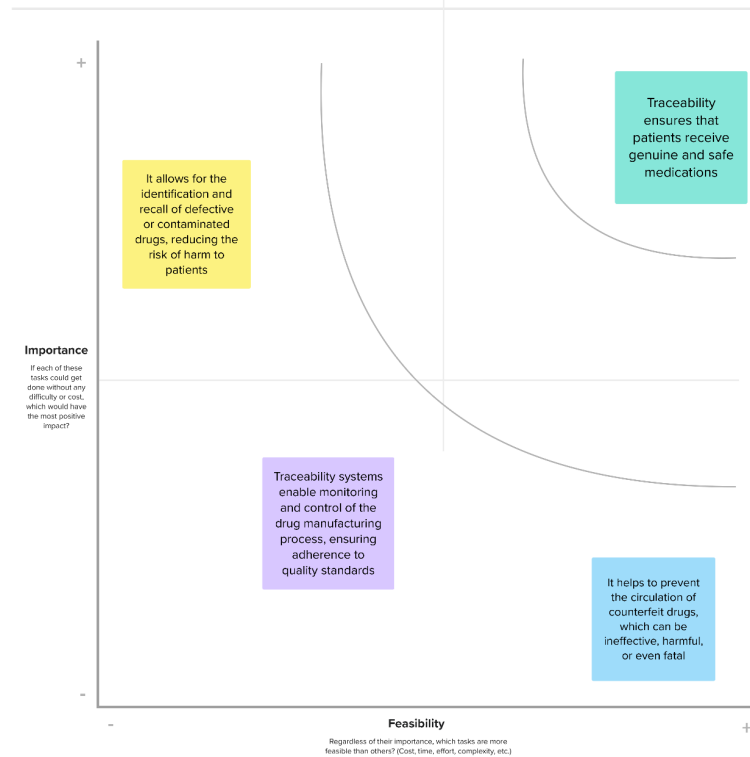 +
Traceability
ensures that
patients receive
genuine and safe
medications
It allows for the
identification and
recall of defective
or contaminated
drugs, reducing the
risk of harm to
patients
Importance
If each of these
tasks could get
done without any
difficulty or cost,
which would have
the most positive
impact?
Traceability systems
enable monitoring
and control of the
drug manufacturing
process, ensuring
adherence to
quality standards
It helps to prevent
the circulation of
counterfeit drugs,
which can be
ineffective, harmful,
or even fatal
-
-
Feasibility
+
Regardless of their importance, which tasks are more
feasible than others? (Cost, time, effort, complexity, etc.)